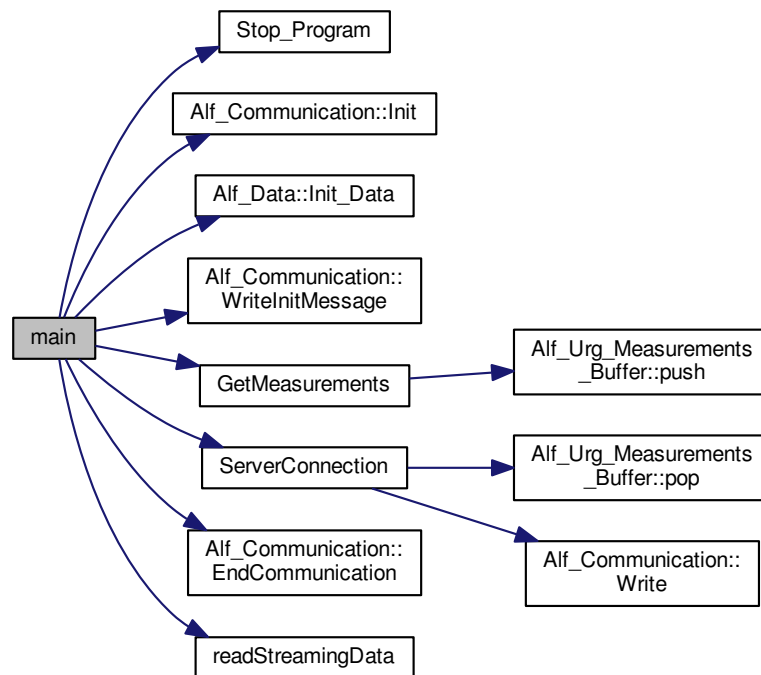 Stop_Program
Alf_Communication::Init
Alf_Data::Init_Data
Alf_Communication::
WriteInitMessage
main
GetMeasurements
Alf_Urg_Measurements
_Buffer::push
ServerConnection
Alf_Urg_Measurements
_Buffer::pop
Alf_Communication::
EndCommunication
Alf_Communication::
Write
readStreamingData